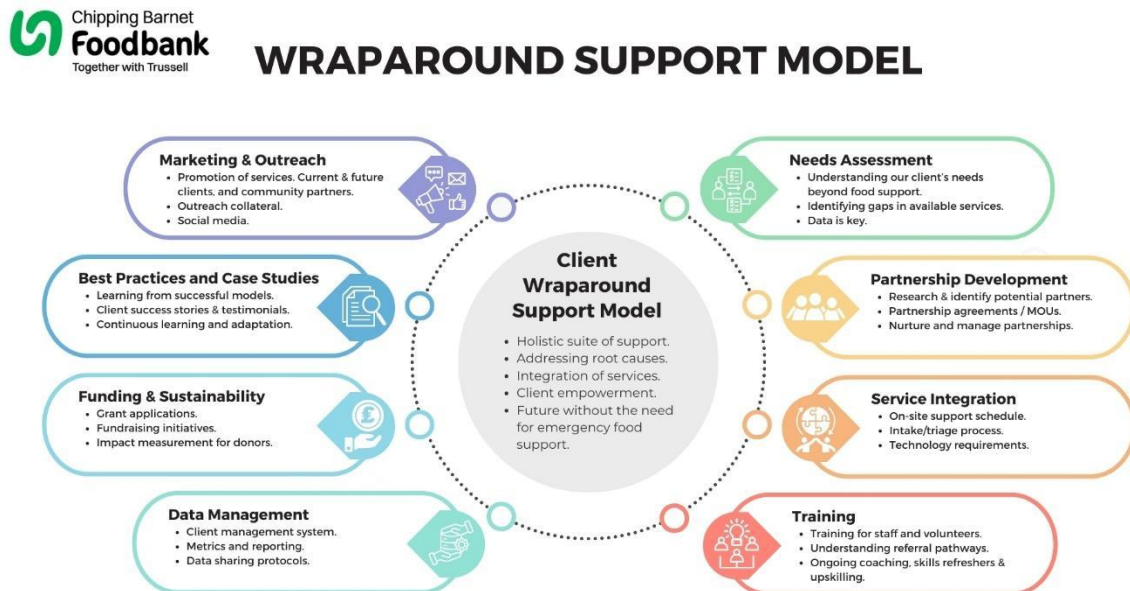 Chipping Barnet
Foodbank
Together with Trussell
WRAPAROUND SUPPORT MODEL
Marketing & Outreach
• Promotion of services. Current & future
clients, and community partners.
• Outreach collateral.
• Social media.
Best Practices and Case Studies
• Learning from successful models.
• Client success stories & testimonials.
• Continuous learning and adaptation.
Funding & Sustainability
• Grant applications.
• Fundraising initiatives.
• Impact measurement for donors.
£
Data Management
• Client management system.
• Metrics and reporting.
• Data sharing protocols.
Client
Wraparound
Support Model
• Holistic suite of support.
• Addressing root causes.
• Integration of services.
• Client empowerment.
• Future without the need
for emergency food
support.
Needs Assessment
• Understanding our client's needs
beyond food support.
• Identifying gaps in available services.
• Data is key.
Partnership Development
• Research & identify potential partners.
• Partnership agreements / MOUs.
• Nurture and manage partnerships.
Service Integration
• On-site support schedule.
• Intake/triage process.
• Technology requirements.
Training
• Training for staff and volunteers.
• Understanding referral pathways.
• Ongoing coaching, skills refreshers &
upskilling.